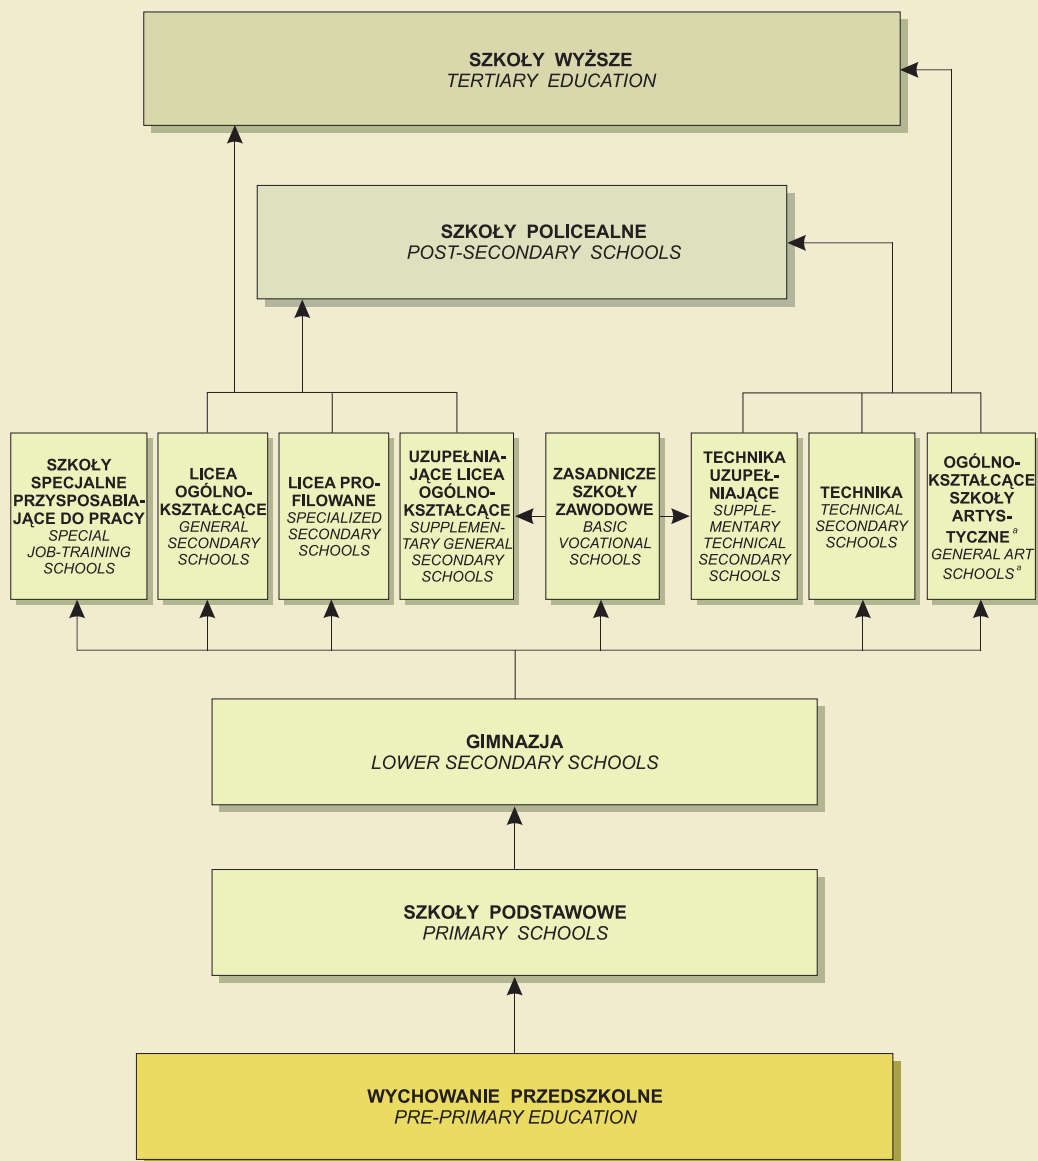 SZKOŁY WYŻSZE
TERTIARY EDUCATION
SZKOŁY POLICEALNE
POST-SECONDARY SCHOOLS
SZKOŁY
SPECJALNE
PRZYSPOSABIA-
JĄCE DO PRACY
SPECIAL
JOB-TRAINING
SCHOOLS
LICEA
OGÓLNO-
KSZTAŁCĄCE
GENERAL
SECONDARY
SCHOOLS
LICEA PRO-
FILOWANE
SPECIALIZED
SECONDARY
SCHOOLS
UZUPEŁNIA-
JĄCE LICEA
OGÓLNO-
KSZTAŁCĄCE
SUPPLEMEN-
TARY GENERAL
SECONDARY
SCHOOLS
ZASADNICZE
SZKOŁY
ZAWODOWE
BASIC
VOCATIONAL
SCHOOLS
TECHNIKA
UZUPEŁ-
NIAJĄCE
SUPPLE-
MENTARY
TECHNICAL
SECONDARY
SCHOOLS
TECHNIKA
TECHNICAL
SECONDARY
SCHOOLS
OGÓLNO-
KSZTAŁCĄCE
SZKOŁY
ARTYS-
TYCZNE a
GENERAL ART
SCHOOLS a
GIMNAZJA
LOWER SECONDARY SCHOOLS
SZKOŁY PODSTAWOWE
PRIMARY SCHOOLS
WYCHOWANIE PRZEDSZKOLNE
PRE-PRIMARY EDUCATION